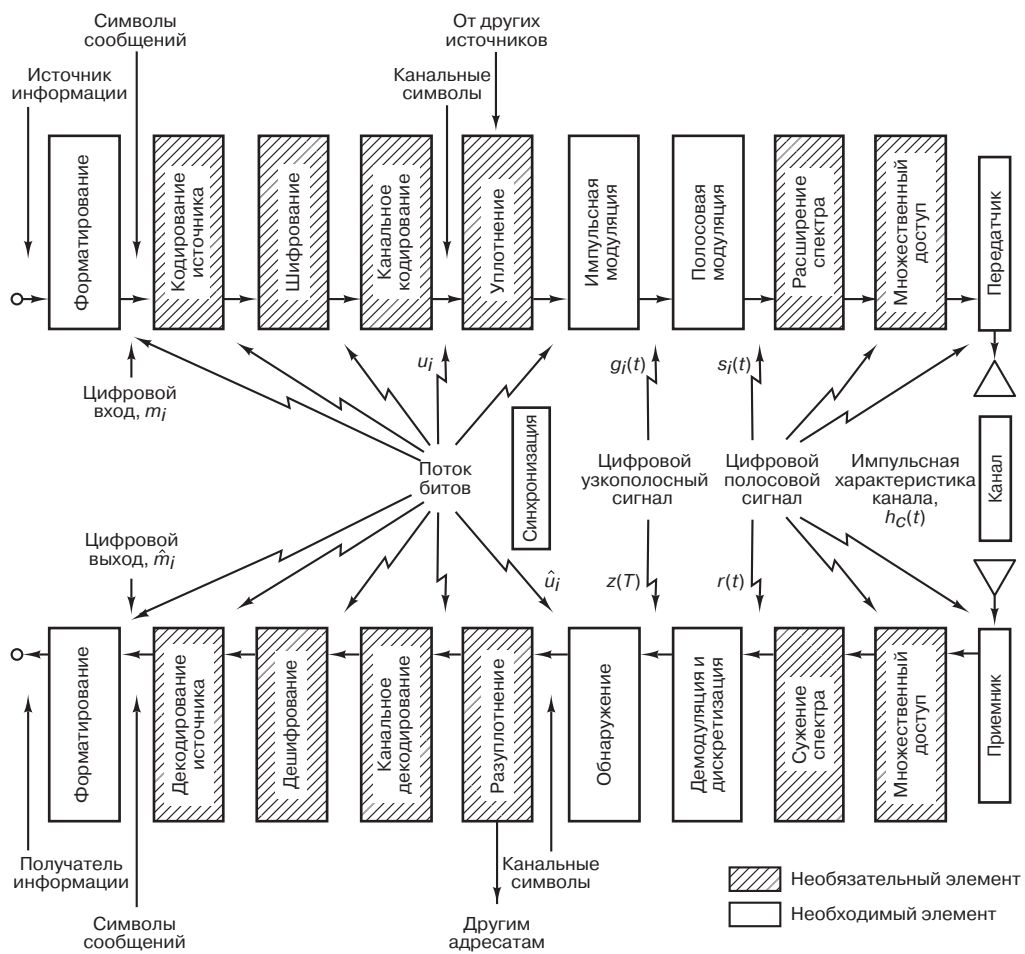 Символы
сообщений
От других
источников
Источник
информации
Канальные
символы
Форматирование
Кодирование
источника
Шифрование
Канальное
кодирование
Уплотнение
Импульсная
модуляция
Полосовая
модуляция
Расширение
спектра
Множественный
доступ
Передатчик
Цифровой
вход, mᵢ
uᵢ
gᵢ(t)
sᵢ(t)
Поток
битов
Синхронизация
Цифровой
узкополосный
сигнал
Цифровой
полосовой
сигнал
Импульсная
характеристика
канала,
h_C(t)
Канал
Цифровой
выход, m̂ᵢ
ûᵢ
z(T)
r(t)
Форматирование
Декодирование
источника
Дешифрование
Канальное
декодирование
Разуплотнение
Обнаружение
Демодуляция и
дискретизация
Сужение
спектра
Множественный
доступ
Приемник
Получатель
информации
Символы
сообщений
Канальные
символы
Другим
адресатам
Необязательный элемент
Необходимый элемент